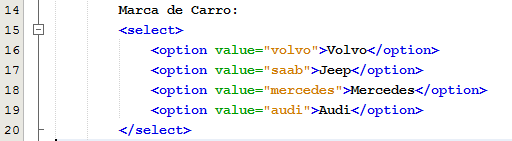 14 Marca de Carro:
15 <select>
16 <option value="volvo">Volvo</option>
17 <option value="saab">Jeep</option>
18 <option value="mercedes">Mercedes</option>
19 <option value="audi">Audi</option>
20 </select>